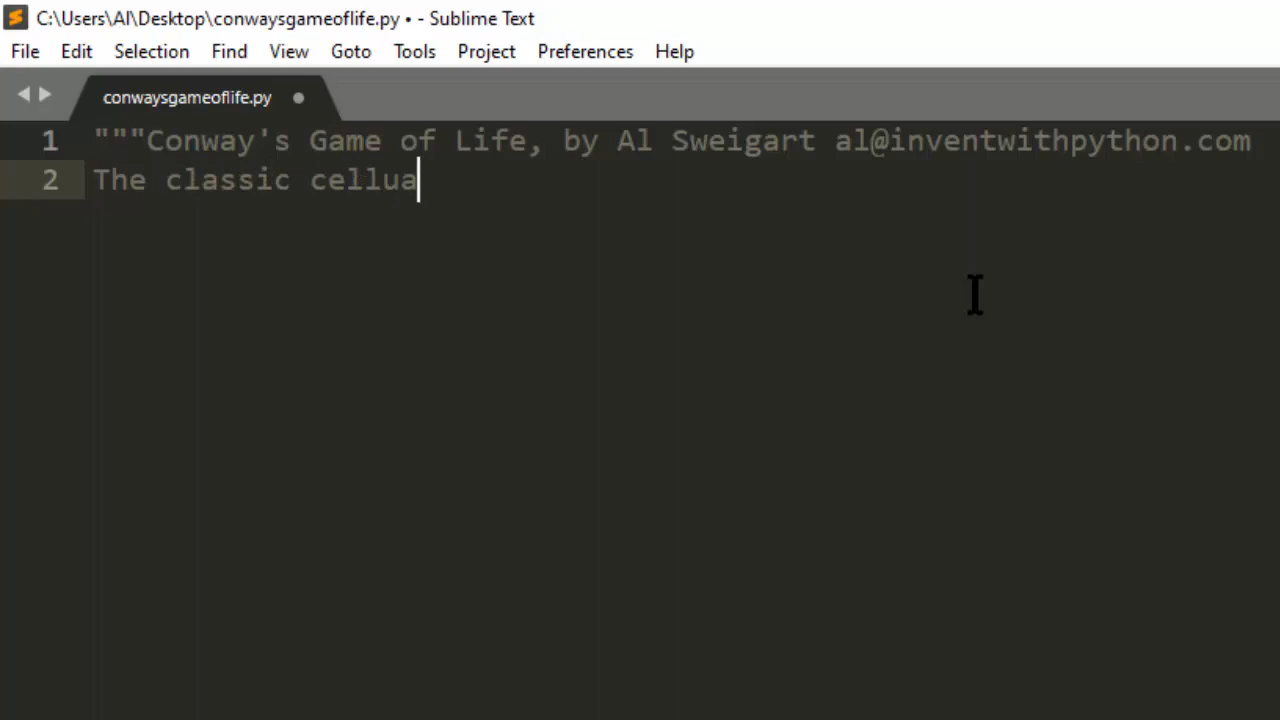 C:\Users\Al\Desktop\conwaysgameoflife.py • - Sublime Text
File Edit Selection Find View Goto Tools Project Preferences Help
conwaysgameoflife.py
1 """Conway's Game of Life, by Al Sweigart al@inventwithpython.com
2 The classic cellua